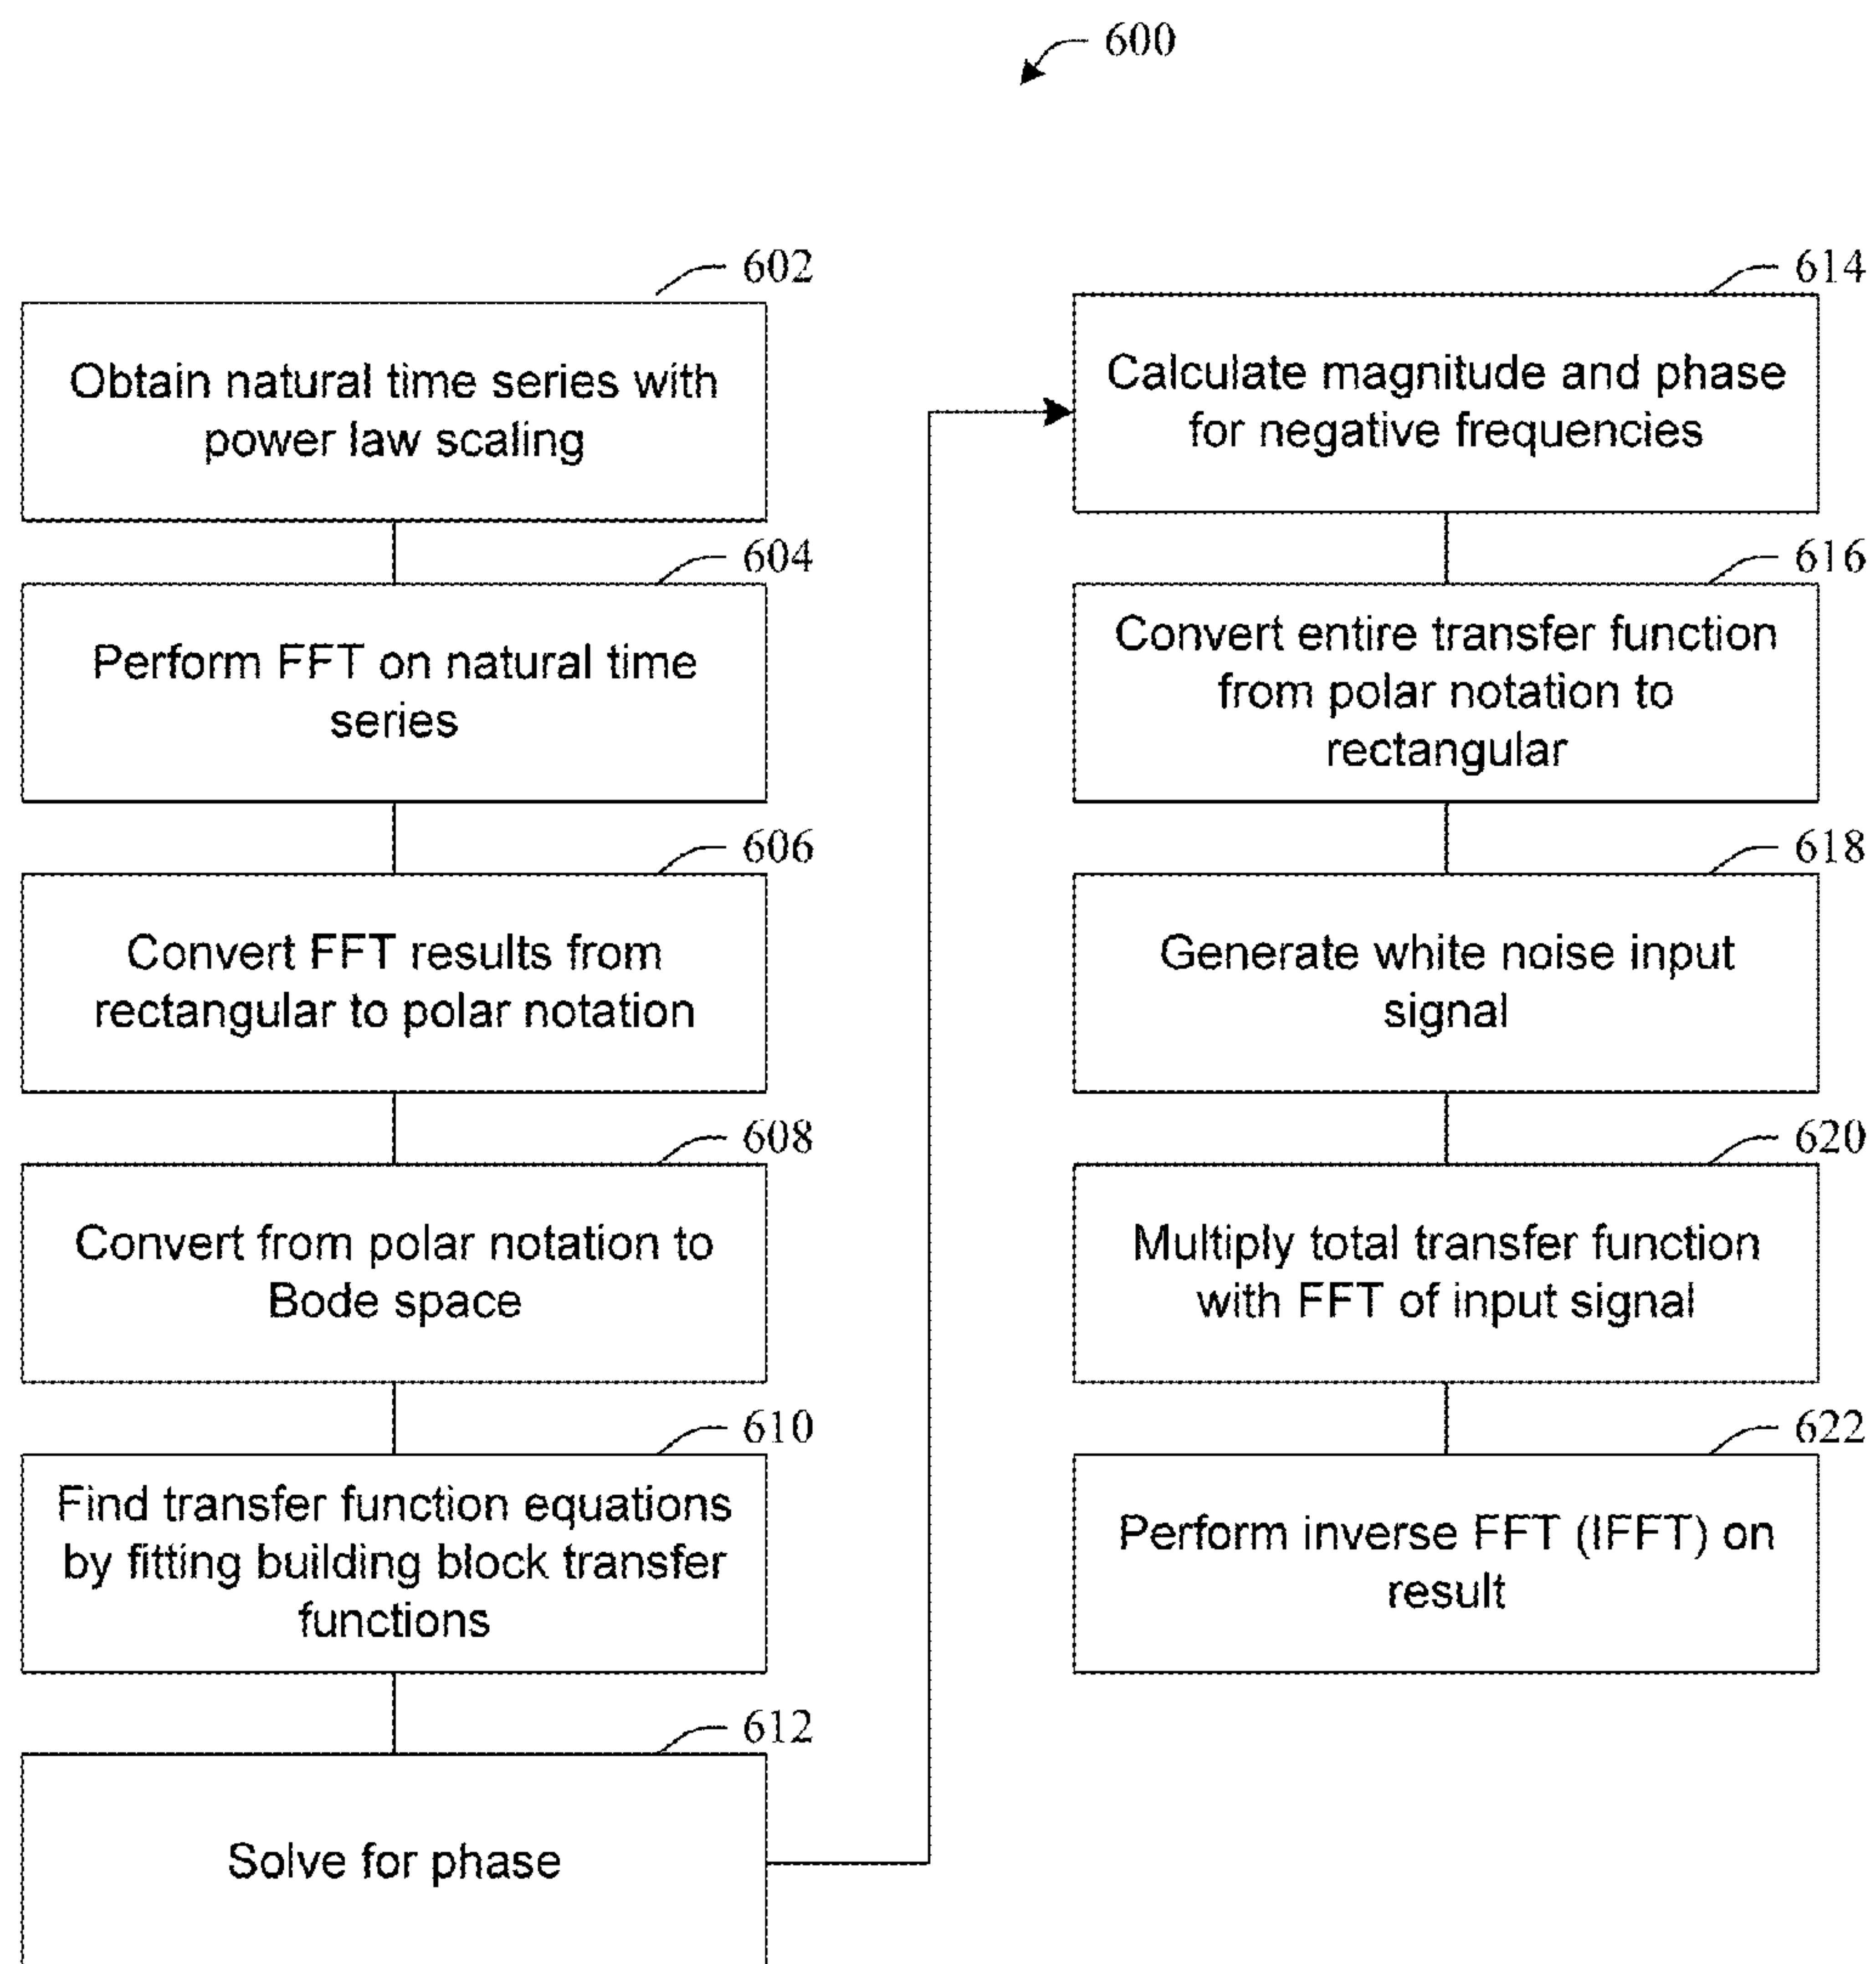 600
602
Obtain natural time series with
power law scaling
604
Perform FFT on natural time
series
606
Convert FFT results from
rectangular to polar notation
608
Convert from polar notation to
Bode space
610
Find transfer function equations
by fitting building block transfer
functions
612
Solve for phase
614
Calculate magnitude and phase
for negative frequencies
616
Convert entire transfer function
from polar notation to
rectangular
618
Generate white noise input
signal
620
Multiply total transfer function
with FFT of input signal
622
Perform inverse FFT (IFFT) on
result